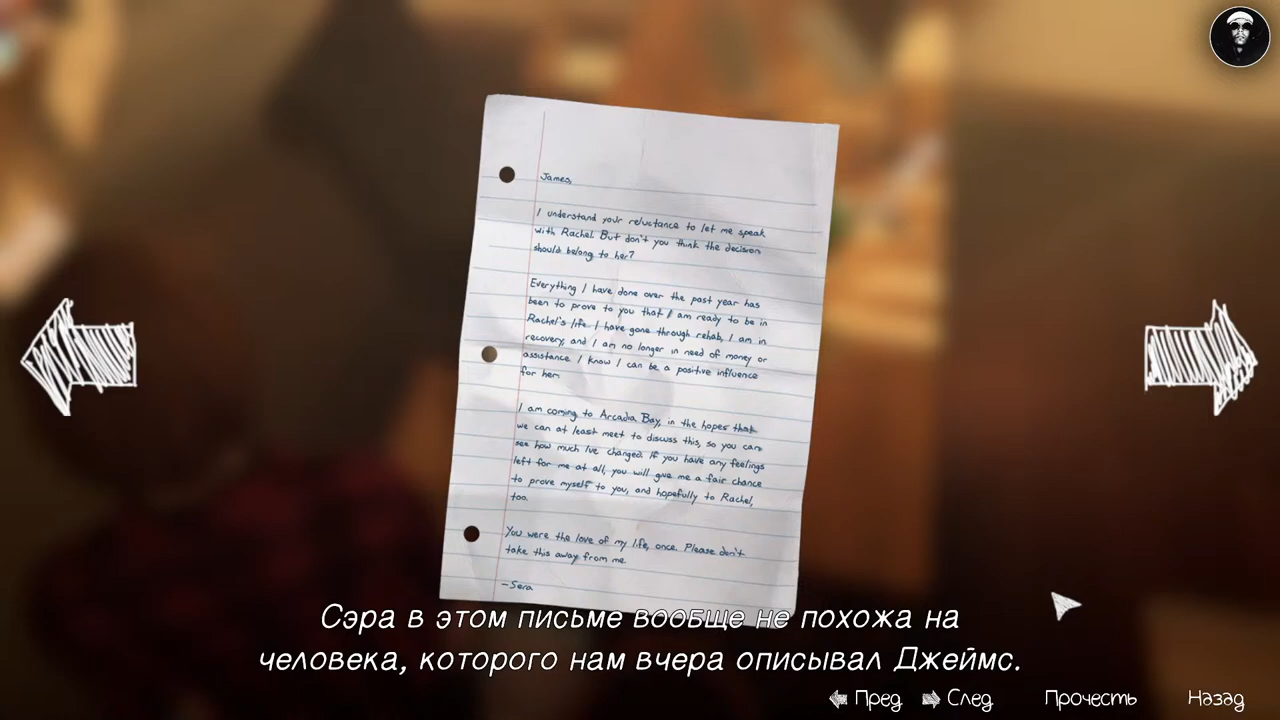 James,
I understand your reluctance to let me speak
with Rachel. But don't you think the decision
should belong to her?
Everything I have done over the past year has
been to prove to you that I am ready to be in
Rachel's life. I have gone through rehab, I am in
recovery, and I am no longer in need of money or
assistance I know I can be a positive influence
for her.
I am coming to Arcadia Bay, in the hopes that
we can at least meet to discuss this, so you can
see how much I've changed. If you have any feelings
left for me at all, you will give me a fair chance
to prove myself to you, and hopefully to Rachel,
too.
You were the love of my life, once. Please don't
take this away from me.
-Sera
Сэра в этом письме вообще не похожа на
человека, которого нам вчера описывал Джеймс.
Пред След Прочесть Назад